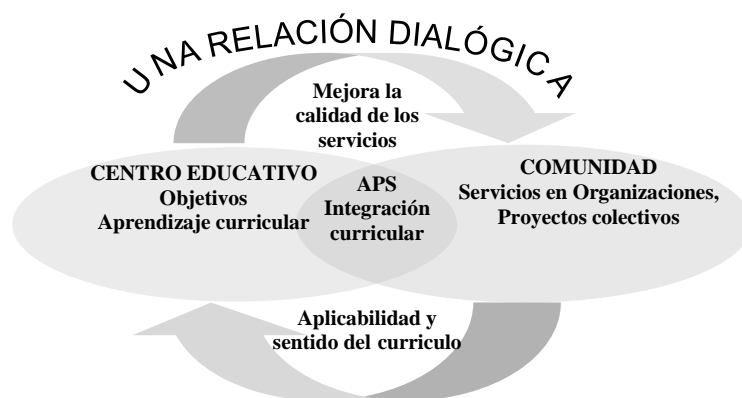 UNA RELACIÓN DIALÓGICA
Mejora la
calidad de los
servicios
CENTRO EDUCATIVO
Objetivos
Aprendizaje curricular
APS
Integración
curricular
COMUNIDAD
Servicios en Organizaciones,
Proyectos colectivos
Aplicabilidad y
sentido del curriculo